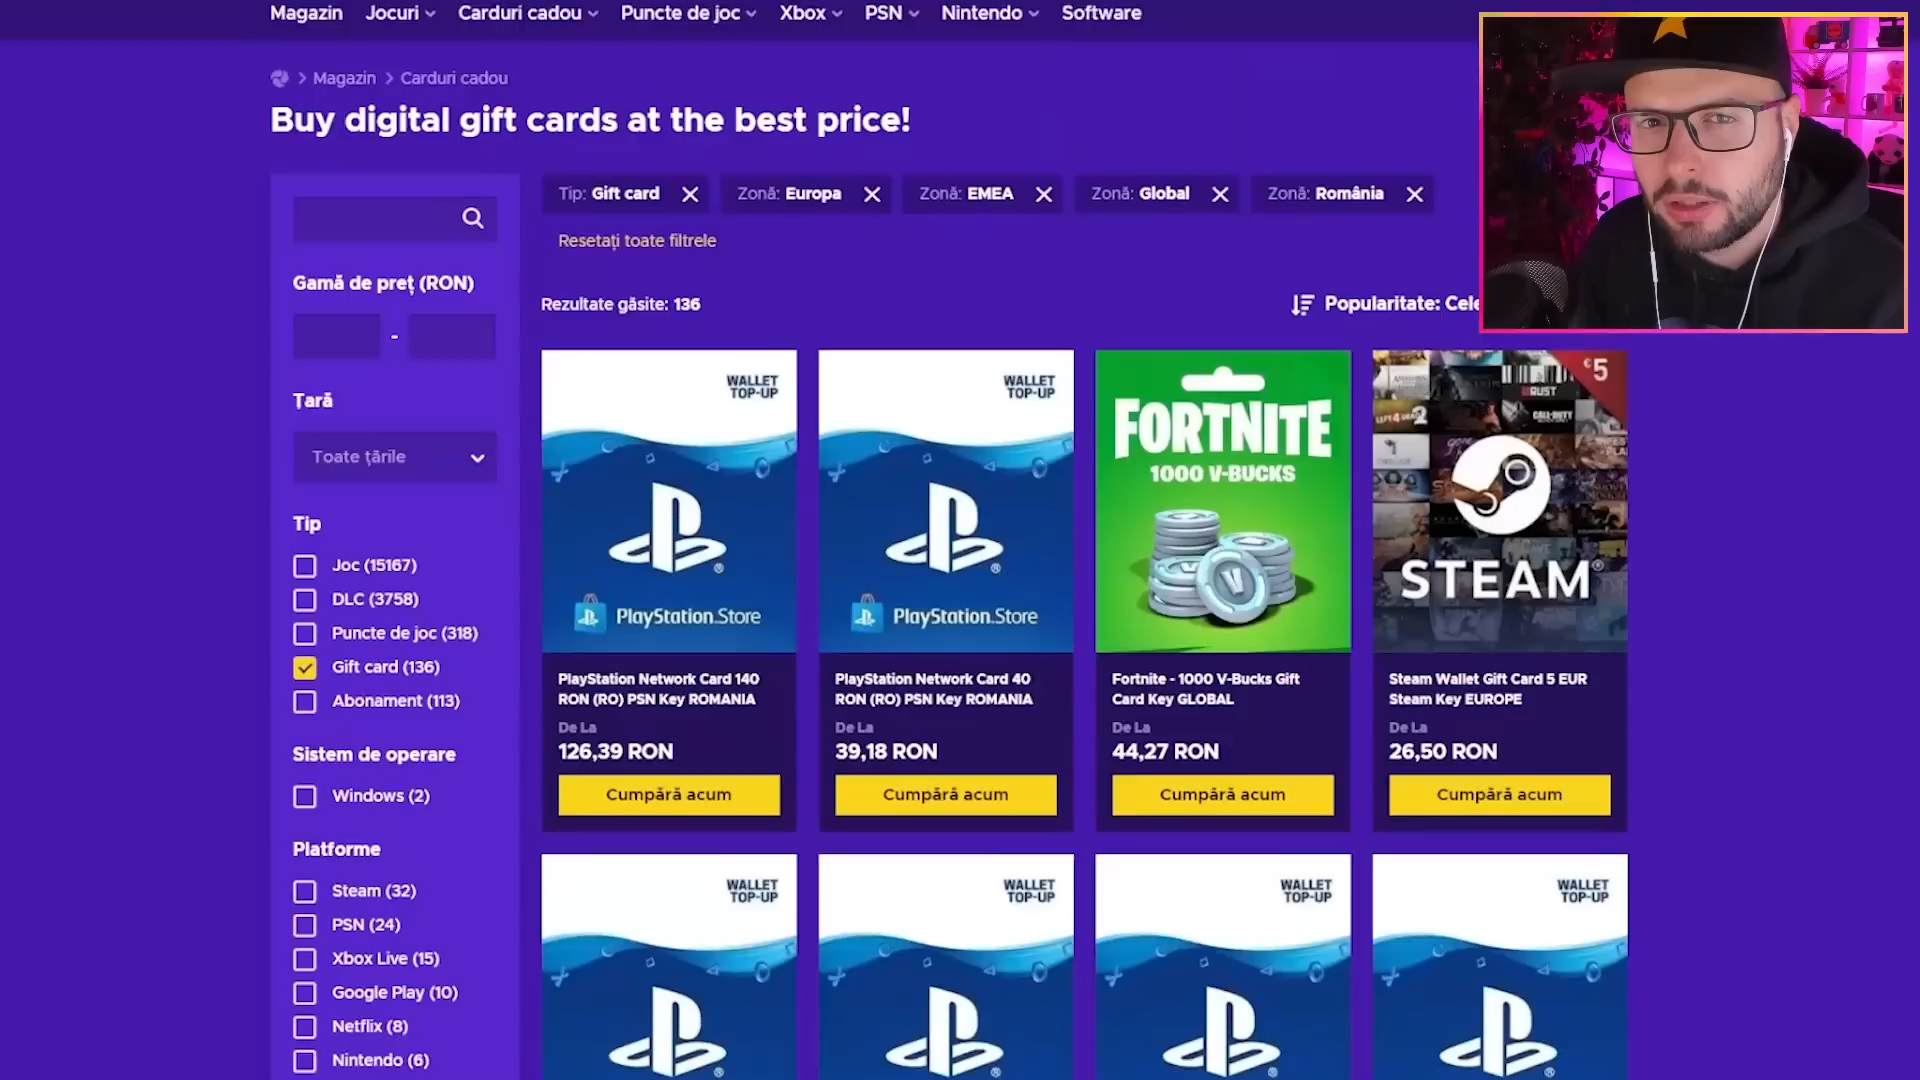 Magazin Jocuri Carduri cadou Puncte de joc Xbox PSN Nintendo Software
Magazin Carduri cadou
Buy digital gift cards at the best price!
Tip: Gift card Zonă: Europa Zonă: EMEA Zonă: Global Zonă: România
Resetați toate filtrele
Gamă de preț (RON)
-
Țară
Toate țările
Tip
Joc (15167)
DLC (3758)
Puncte de joc (318)
Gift card (136)
Abonament (113)
Sistem de operare
Windows (2)
Platforme
Steam (32)
PSN (24)
Xbox Live (15)
Google Play (10)
Netflix (8)
Nintendo (6)
Rezultate găsite: 136
Popularitate: Cele
WALLET
TOP-UP
PlayStation.Store
PlayStation Network Card 140
RON (RO) PSN Key ROMANIA
De La
126,39 RON
Cumpără acum
WALLET
TOP-UP
PlayStation.Store
PlayStation Network Card 40
RON (RO) PSN Key ROMANIA
De La
39,18 RON
Cumpără acum
FORTNITE
1000 V-BUCKS
Fortnite - 1000 V-Bucks Gift
Card Key GLOBAL
De La
44,27 RON
Cumpără acum
€5
RUST
LEFT 4 DEAD 2
CALL·DUTY
STEAM®
Steam Wallet Gift Card 5 EUR
Steam Key EUROPE
De La
26,50 RON
Cumpără acum
WALLET
TOP-UP
WALLET
TOP-UP
WALLET
TOP-UP
WALLET
TOP-UP